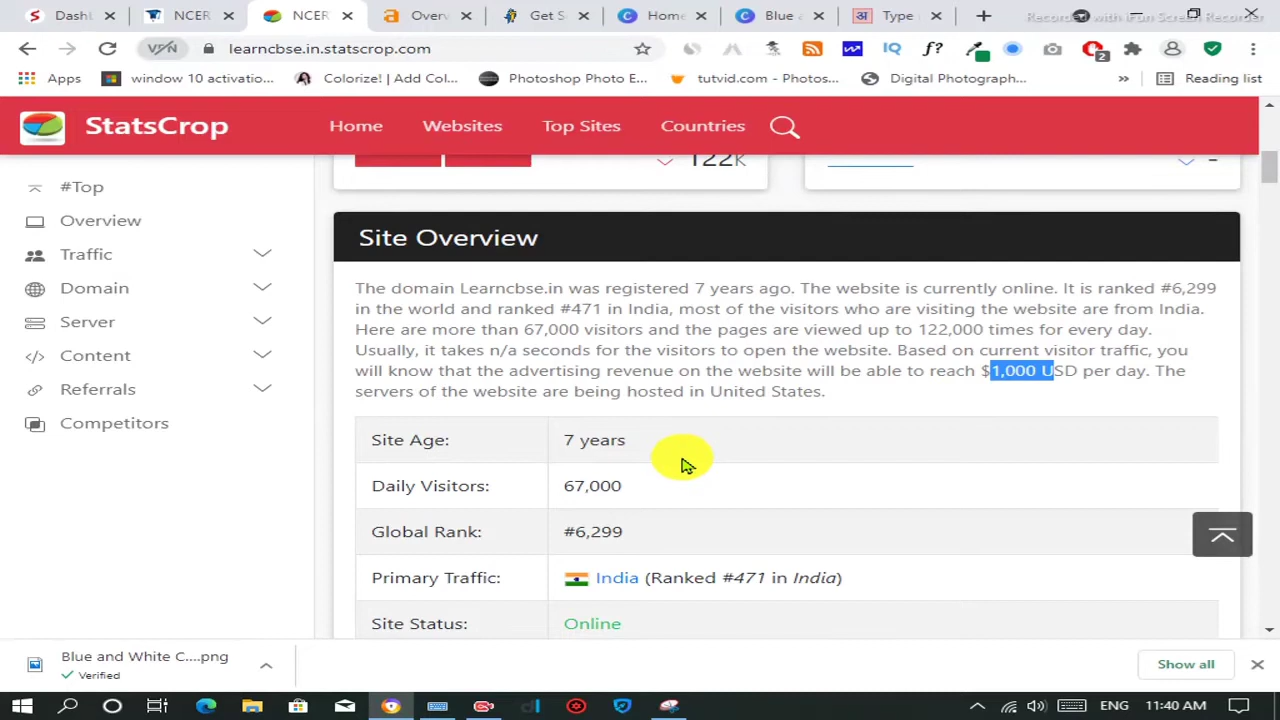 Dashl
NCER
NCER
Overv
Get S
Home
Blue a
Type i
Recorded with iFun Screen Recorder
VPN
learncbse.in.statscrop.com
IQ
f?
2
Apps
window 10 activatio...
Colorize! | Add Col...
Photoshop Photo E...
tutvid.com - Photos...
Digital Photograph...
»
Reading list
StatsCrop
Home
Websites
Top Sites
Countries
122K
-
#Top
Overview
Traffic
Domain
Server
Content
Referrals
Competitors
Site Overview
The domain Learncbse.in was registered 7 years ago. The website is currently online. It is ranked #6,299
in the world and ranked #471 in India, most of the visitors who are visiting the website are from India.
Here are more than 67,000 visitors and the pages are viewed up to 122,000 times for every day.
Usually, it takes n/a seconds for the visitors to open the website. Based on current visitor traffic, you
will know that the advertising revenue on the website will be able to reach $1,000 USD per day. The
servers of the website are being hosted in United States.
Site Age: 7 years
Daily Visitors: 67,000
Global Rank: #6,299
Primary Traffic: India (Ranked #471 in India)
Site Status: Online
Blue and White C....png
Verified
Show all
ENG
11:40 AM